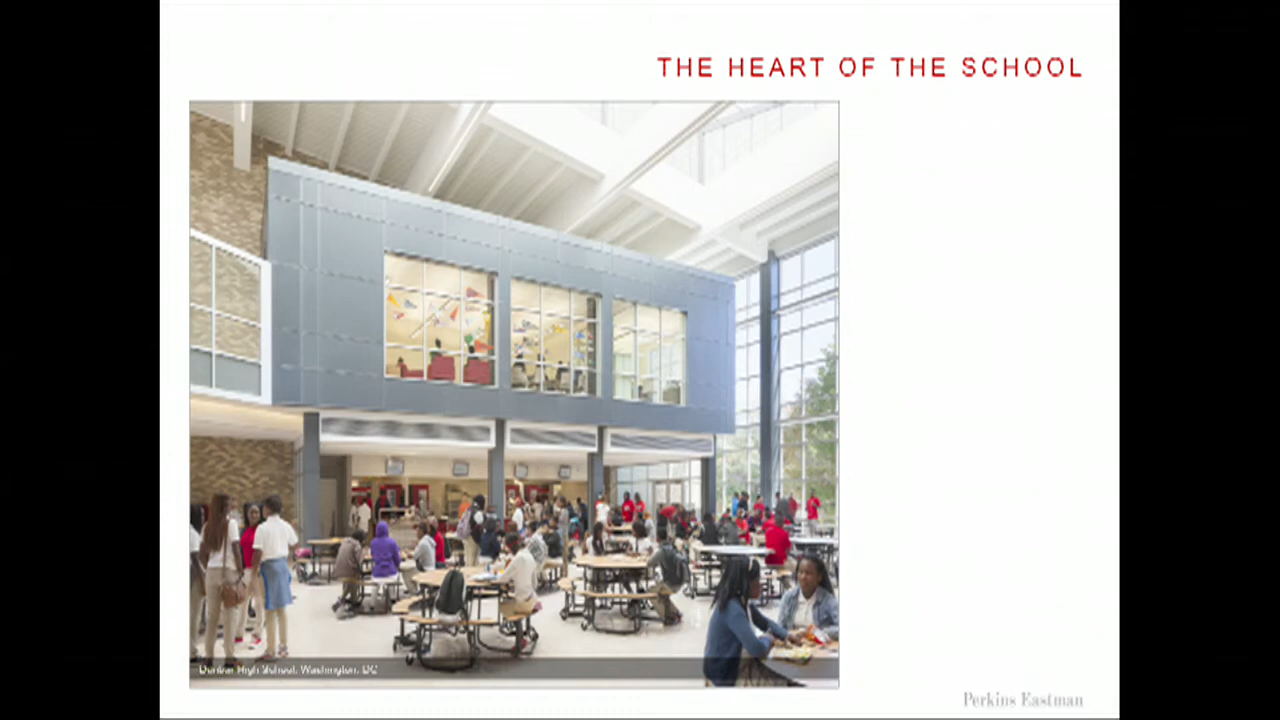 THE HEART OF THE SCHOOL
Dunbar High School, Washington, DC
Perkins Eastman